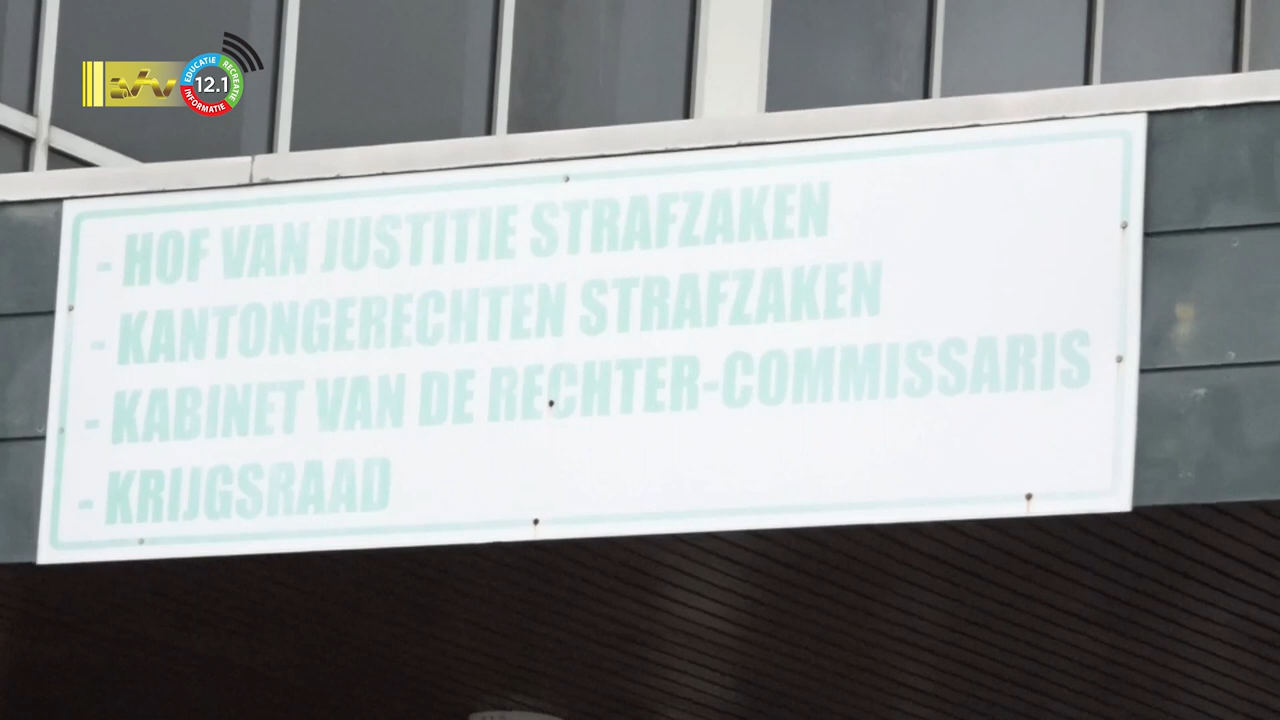 EDUCATIE RECREATIE INFORMATIE
12.1
- HOF VAN JUSTITIE STRAFZAKEN
- KANTONGERECHTEN STRAFZAKEN
- KABINET VAN DE RECHTER-COMMISSARIS
- KRIJGSRAAD